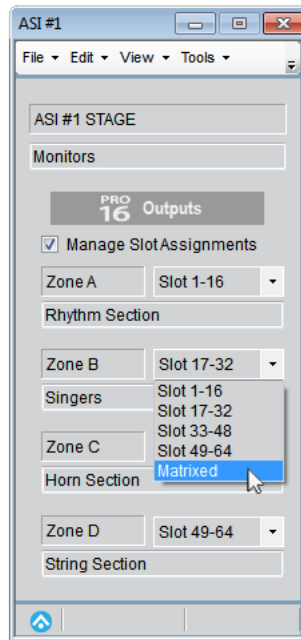 ASI #1
File Edit View Tools
ASI #1 STAGE
Monitors
PRO 16 Outputs
Manage Slot Assignments
Zone A Slot 1-16
Rhythm Section
Zone B Slot 17-32
Singers
Slot 1-16
Slot 17-32
Slot 33-48
Slot 49-64
Matrixed
Zone C
Horn Section
Zone D Slot 49-64
String Section